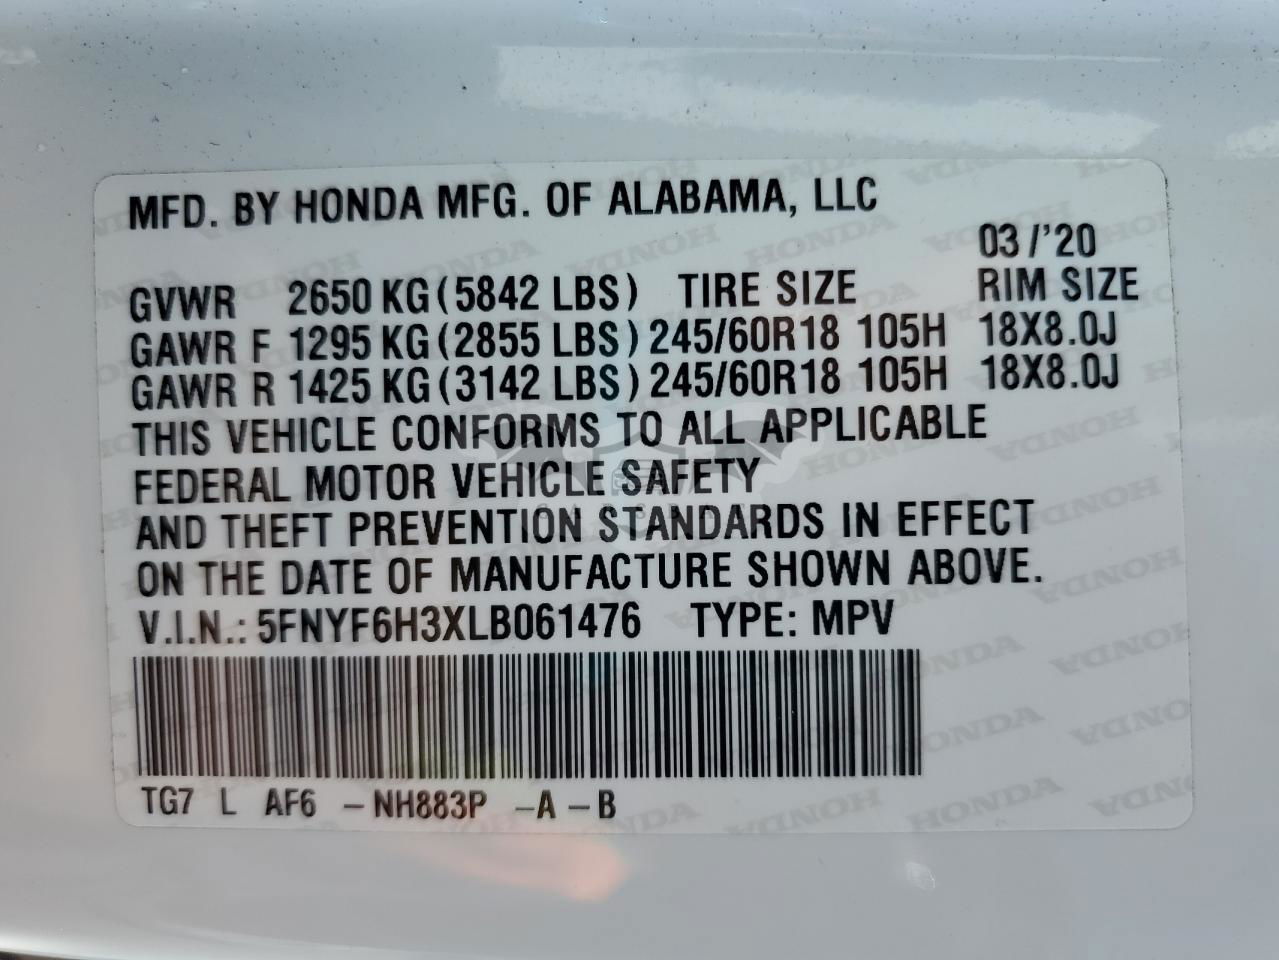 MFD. BY HONDA MFG. OF ALABAMA, LLC
03 /'20
GVWR 2650 KG (5842 LBS) TIRE SIZE RIM SIZE
GAWR F 1295 KG (2855 LBS) 245/60R18 105H 18X8.0J
GAWR R 1425 KG (3142 LBS) 245/60R18 105H 18X8.0J
THIS VEHICLE CONFORMS TO ALL APPLICABLE
FEDERAL MOTOR VEHICLE SAFETY
AND THEFT PREVENTION STANDARDS IN EFFECT
ON THE DATE OF MANUFACTURE SHOWN ABOVE.
V.I.N.: 5FNYF6H3XLB061476 TYPE: MPV
TG7 L AF6 -NH883P -A -B